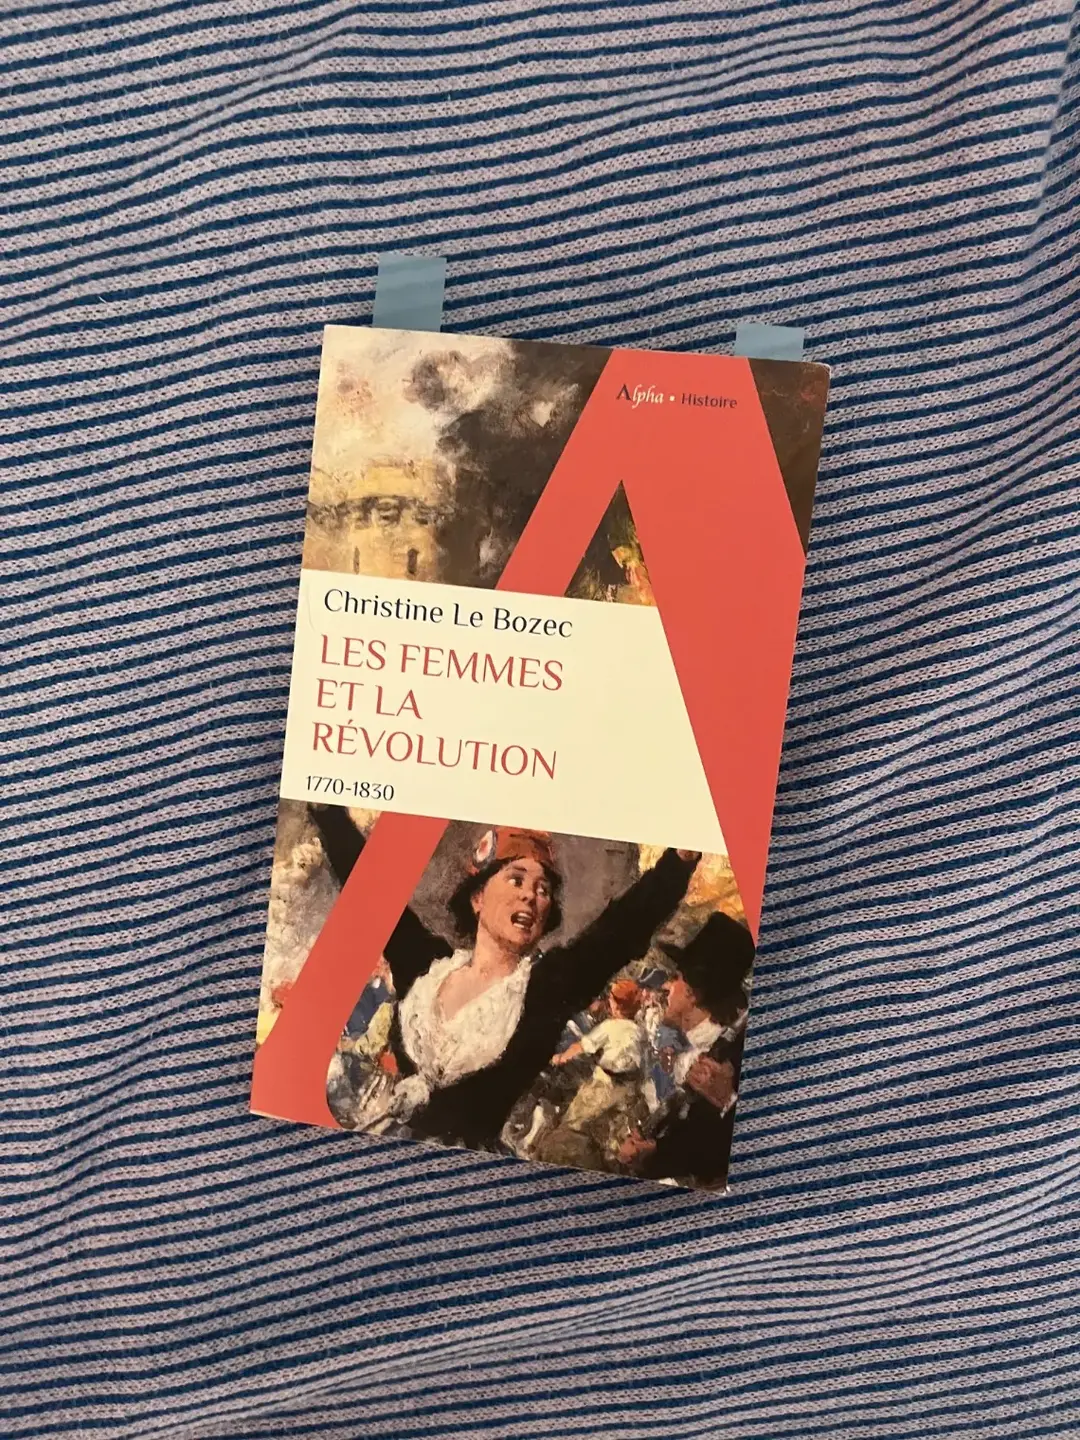 Alpha • Histoire
Christine Le Bozec
LES FEMMES
ET LA
RÉVOLUTION
1770-1830